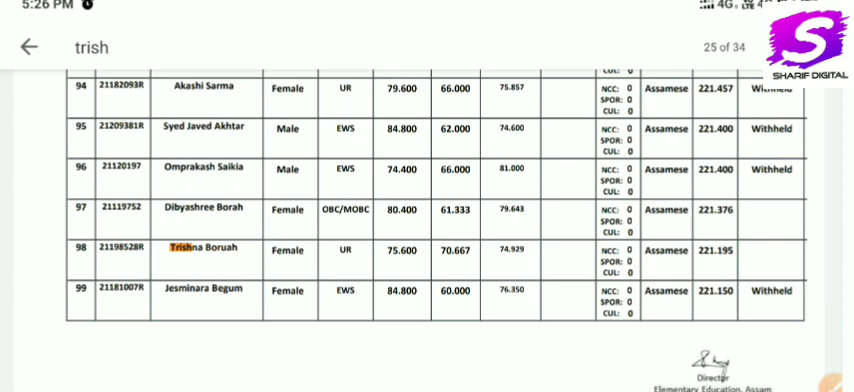 5:26 PM 4G LTE 4
trish 25 of 34
SHARIF DIGITAL
CUL: 0
94 21182093R Akashi Sarma Female UR 79.600 66.000 75.857 NCC: 0 Assamese 221.457
SPOR: 0
CUL: 0
95 21209381R Syed Javed Akhtar Male EWS 84.800 62.000 74.600 NCC: 0 Assamese 221.400 Withheld
SPOR: 0
CUL: 0
96 21120197 Omprakash Saikia Male EWS 74.400 66.000 81.000 NCC: 0 Assamese 221.400 Withheld
SPOR: 0
CUL: 0
97 21119752 Dibyashree Borah Female OBC/MOBC 80.400 61.333 79.643 NCC: 0 Assamese 221.376
SPOR: 0
CUL: 0
98 21198528R Trishna Boruah Female UR 75.600 70.667 74.929 NCC: 0 Assamese 221.195
SPOR: 0
CUL: 0
99 21181007R Jesminara Begum Female EWS 84.800 60.000 76.350 NCC: 0 Assamese 221.150 Withheld
SPOR: 0
CUL: 0
Director
Elementary Education, Assam